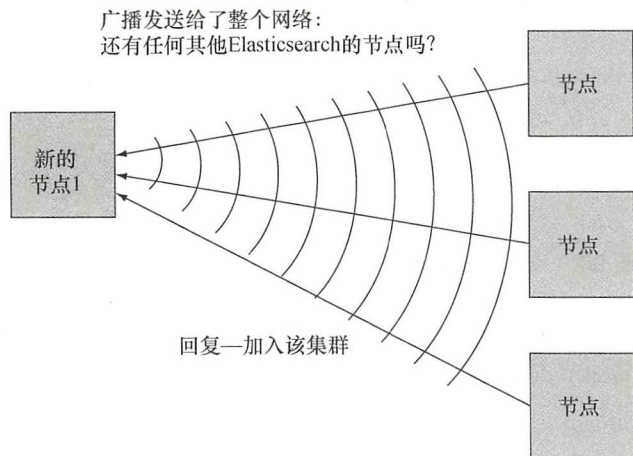 广播发送给了整个网络：
还有任何其他Elasticsearch的节点吗？
节点
新的
节点1
节点
回复—加入该集群
节点